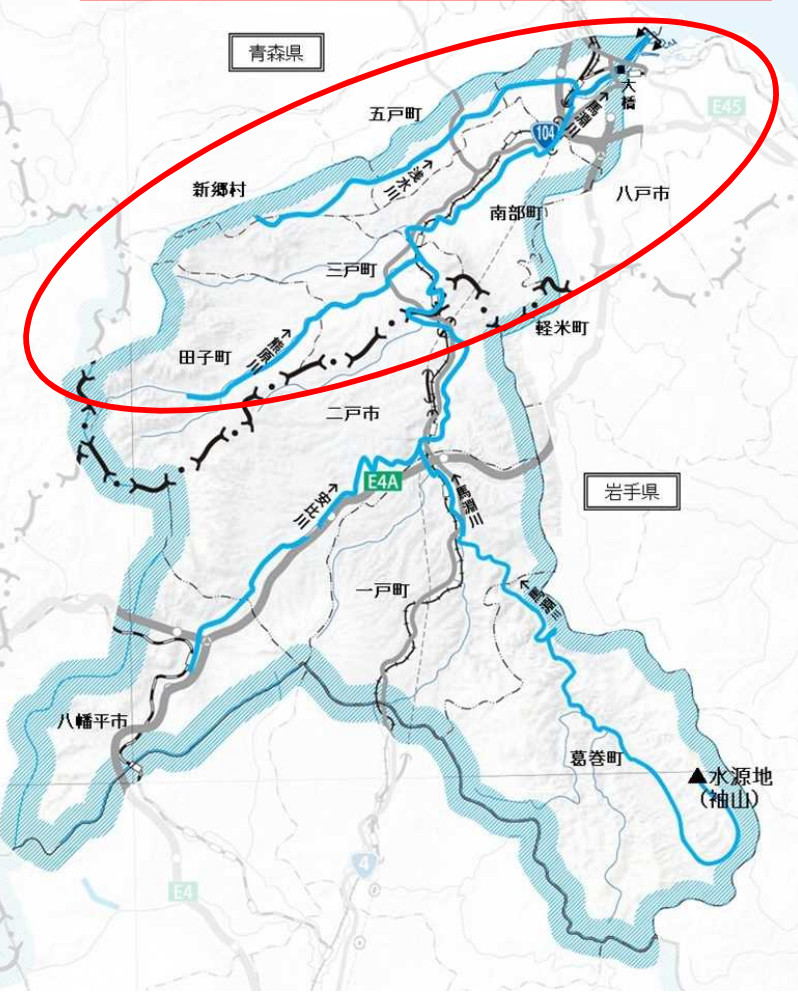 青森県
大橋
馬淵川
五戸町
E45
104
浅水川
新郷村
八戸市
南部町
三戸町
軽米町
熊原川
田子町
二戸市
E4A
馬淵川
岩手県
安比川
一戸町
馬淵川
八幡平市
葛巻町
▲水源地
(袖山)
4
E4